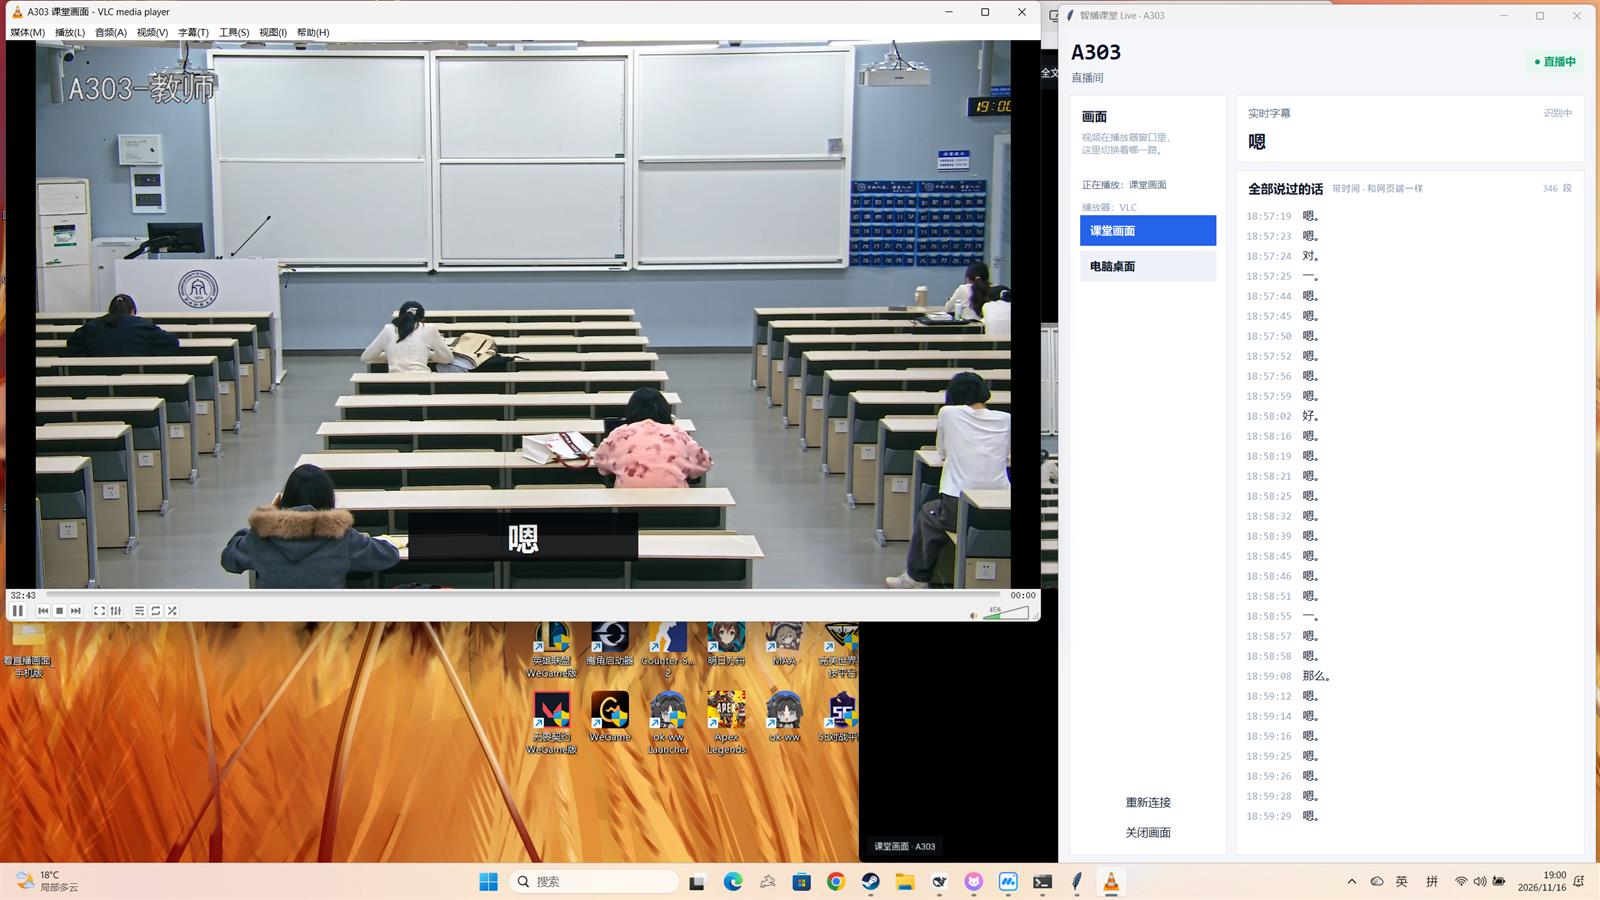 A303 课堂画面 - VLC media player
媒体(M) 播放(L) 音频(A) 视频(V) 字幕(T) 工具(S) 视图(I) 帮助(H)
A303-教师
19:00
嗯
32:43
00:00
45%
全文
智播课堂 Live · A303
A303
直播间
直播中
画面
视频在播放器窗口里,
这里切换看哪一路。
正在播放: 课堂画面
播放器: VLC
课堂画面
电脑桌面
重新连接
关闭画面
实时字幕
识别中
嗯
全部说过的话 带时间 · 和网页端一样 346 段
18:57:19 嗯。
18:57:23 嗯。
18:57:24 对。
18:57:25 一。
18:57:44 嗯。
18:57:45 嗯。
18:57:50 嗯。
18:57:52 嗯。
18:57:56 嗯。
18:57:59 嗯。
18:58:02 好。
18:58:16 嗯。
18:58:19 嗯。
18:58:21 嗯。
18:58:25 嗯。
18:58:32 嗯。
18:58:39 嗯。
18:58:45 嗯。
18:58:46 嗯。
18:58:51 嗯。
18:58:55 一。
18:58:57 嗯。
18:58:58 嗯。
18:59:08 那么。
18:59:12 嗯。
18:59:14 嗯。
18:59:16 嗯。
18:59:25 嗯。
18:59:26 嗯。
18:59:28 嗯。
18:59:29 嗯。
看直播画面_
手机版
英雄联盟
WeGame版
鹰角启动器
Counter-S...
2
明日方舟
MAA
完美世界
技平台
无畏契约
WeGame版
WeGame
ok-ww
Launcher
Apex
Legends
ok-ww
5E对战平
课堂画面 · A303
18°C
局部多云
搜索
英
拼
19:00
2026/11/16